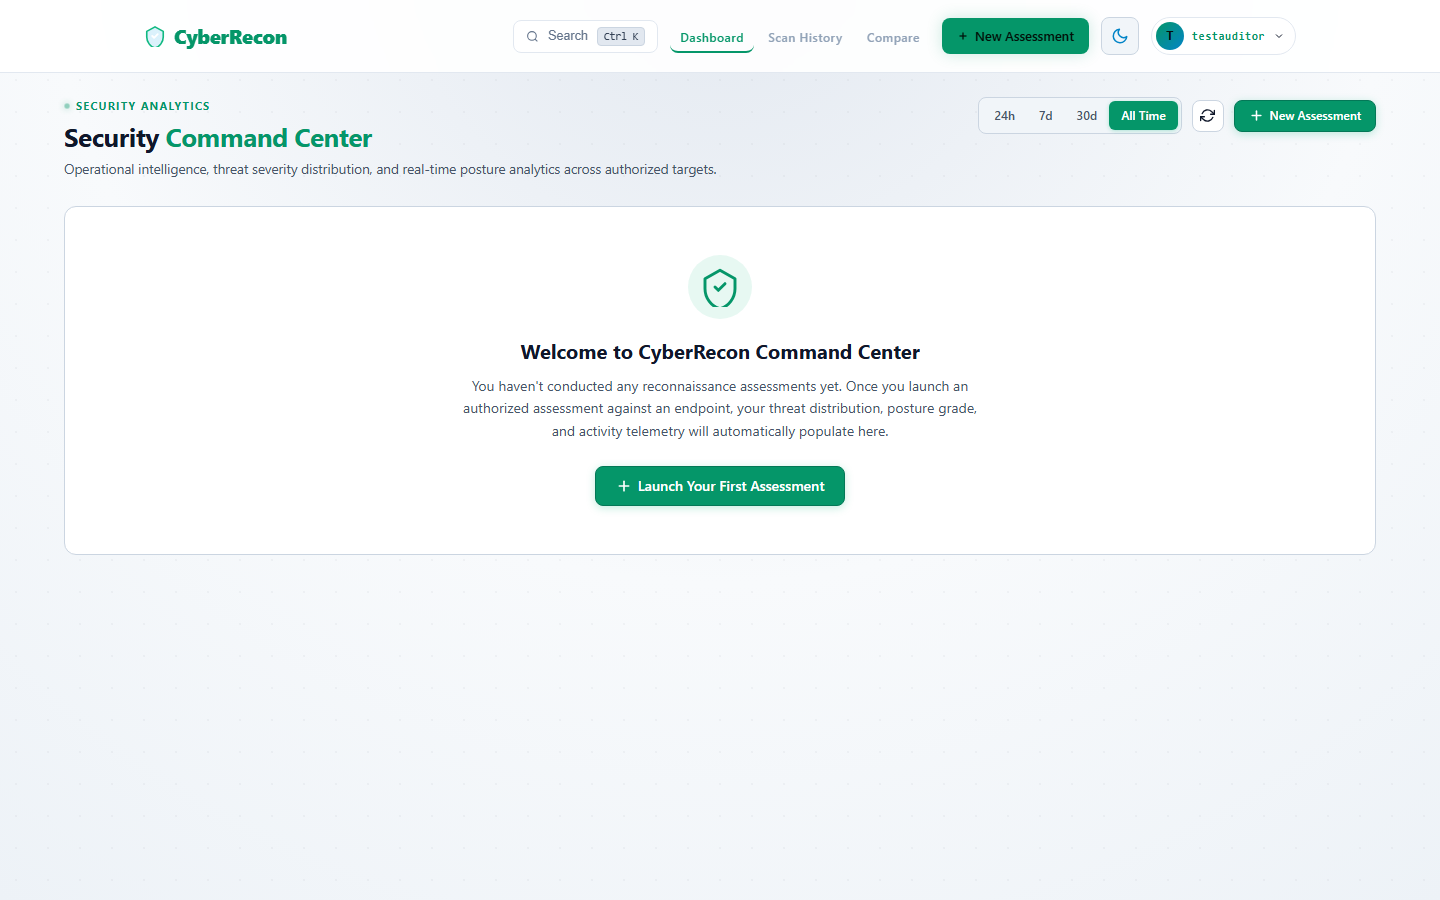 CyberRecon
Search Ctrl K
Dashboard
Scan History
Compare
+ New Assessment
T testauditor
SECURITY ANALYTICS
Security Command Center
Operational intelligence, threat severity distribution, and real-time posture analytics across authorized targets.
24h 7d 30d All Time
+ New Assessment
Welcome to CyberRecon Command Center
You haven't conducted any reconnaissance assessments yet. Once you launch an
authorized assessment against an endpoint, your threat distribution, posture grade,
and activity telemetry will automatically populate here.
+ Launch Your First Assessment